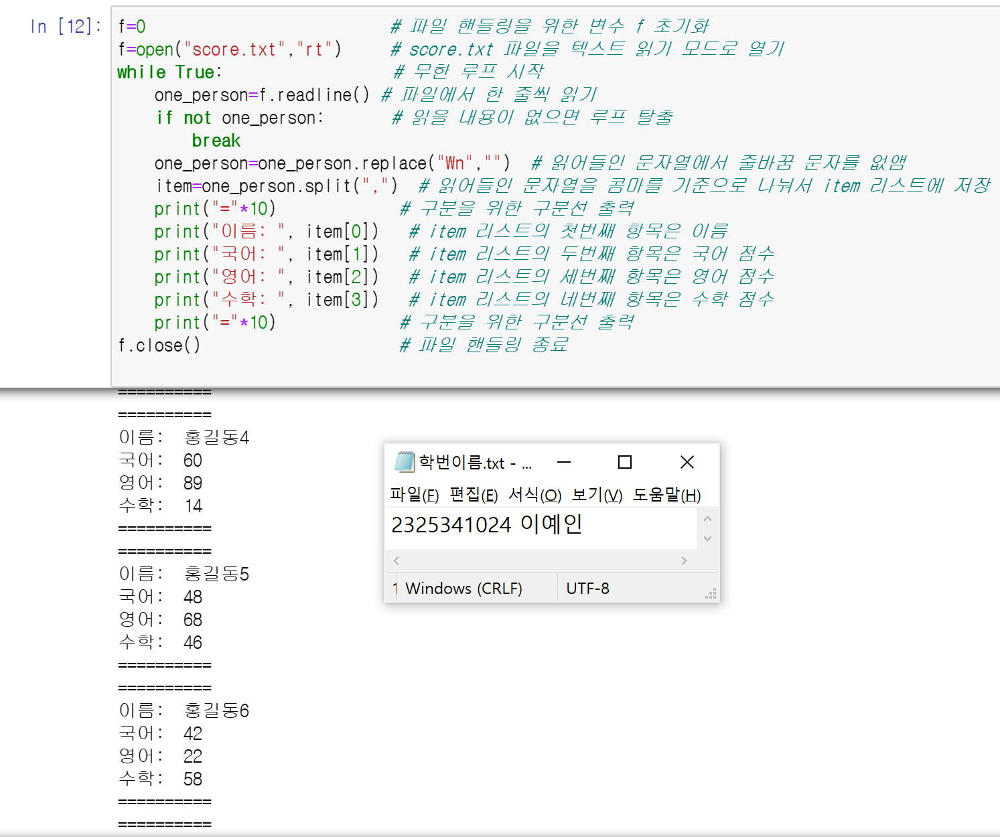 In [12]:
f=0 # 파일 핸들링을 위한 변수 f 초기화
f=open("score.txt","rt") # score.txt 파일을 텍스트 읽기 모드로 열기
while True: # 무한 루프 시작
    one_person=f.readline() # 파일에서 한 줄씩 읽기
    if not one_person: # 읽을 내용이 없으면 루프 탈출
        break
    one_person=one_person.replace("₩n","") # 읽어들인 문자열에서 줄바꿈 문자를 없앰
    item=one_person.split(",") # 읽어들인 문자열을 콤마를 기준으로 나눠서 item 리스트에 저장
    print("="*10) # 구분을 위한 구분선 출력
    print("이름: ", item[0]) # item 리스트의 첫번째 항목은 이름
    print("국어: ", item[1]) # item 리스트의 두번째 항목은 국어 점수
    print("영어: ", item[2]) # item 리스트의 세번째 항목은 영어 점수
    print("수학: ", item[3]) # item 리스트의 네번째 항목은 수학 점수
    print("="*10) # 구분을 위한 구분선 출력
f.close() # 파일 핸들링 종료
==========
==========
이름:  홍길동4
국어:  60
영어:  89
수학:  14
==========
==========
이름:  홍길동5
국어:  48
영어:  68
수학:  46
==========
==========
이름:  홍길동6
국어:  42
영어:  22
수학:  58
==========
==========
학번이름.txt - ...
파일(F) 편집(E) 서식(O) 보기(V) 도움말(H)
2325341024 이예인
1 Windows (CRLF) UTF-8